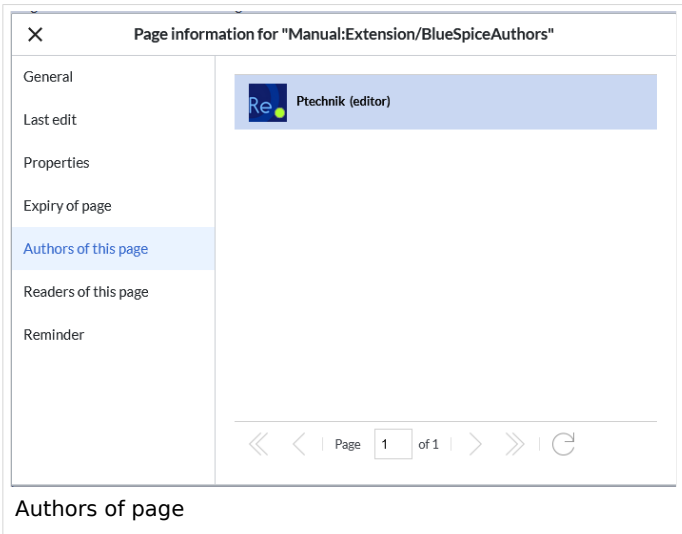 Page information for "Manual:Extension/BlueSpiceAuthors"
General
Last edit
Properties
Expiry of page
Authors of this page
Readers of this page
Reminder
Re
Ptechnik (editor)
Page 1 of 1
Authors of page